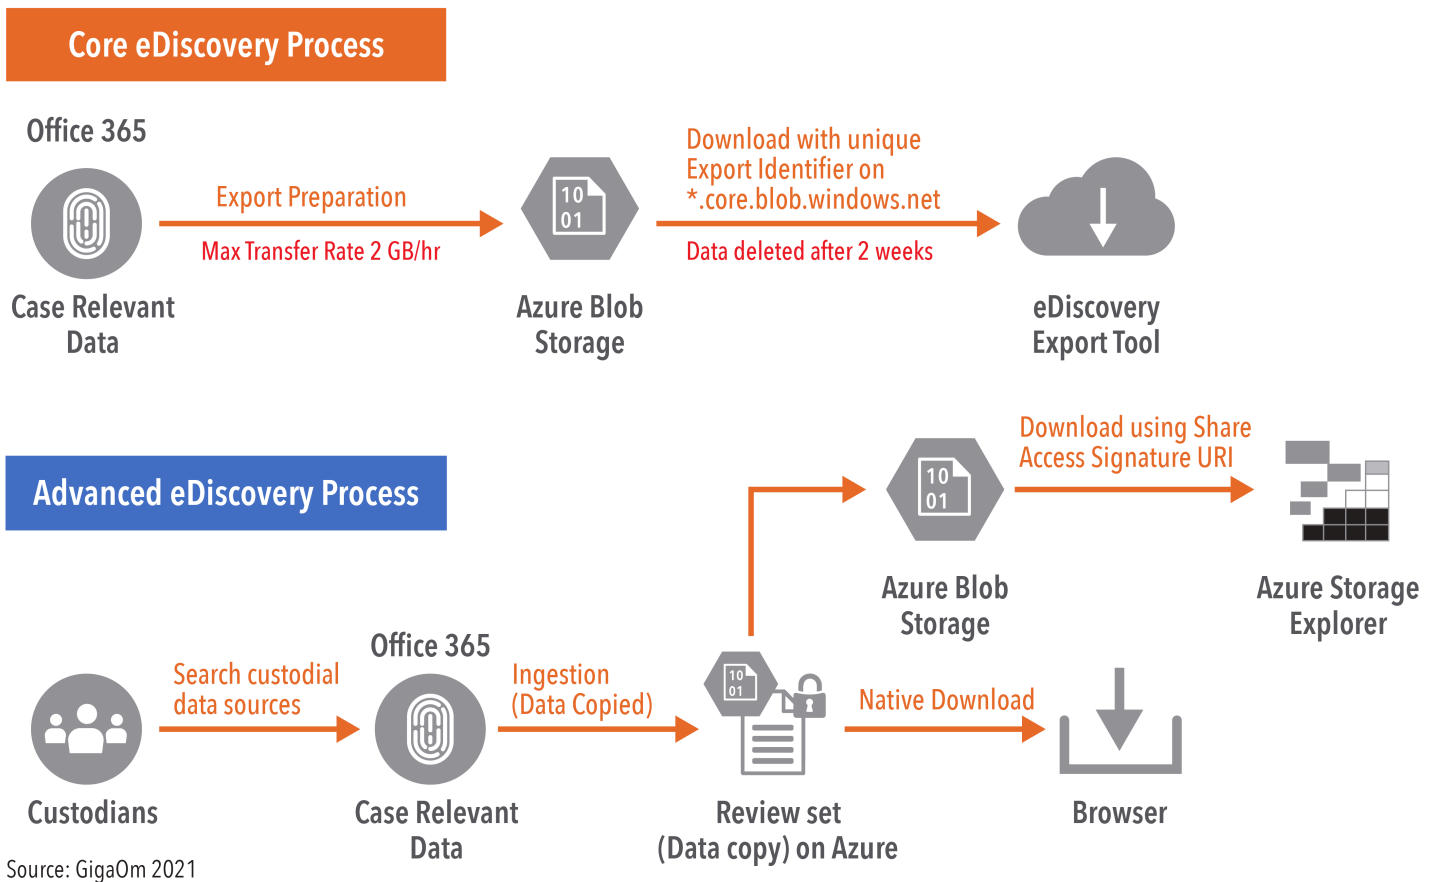 Core eDiscovery Process
Office 365
Export Preparation
Max Transfer Rate 2 GB/hr
Case Relevant
Data
10
01
Azure Blob
Storage
Download with unique
Export Identifier on
*.core.blob.windows.net
Data deleted after 2 weeks
eDiscovery
Export Tool
Advanced eDiscovery Process
Custodians
Search custodial
data sources
Office 365
Case Relevant
Data
Ingestion
(Data Copied)
10
01
Review set
(Data copy) on Azure
10
01
Azure Blob
Storage
Download using Share
Access Signature URI
Azure Storage
Explorer
Native Download
Browser
Source: GigaOm 2021